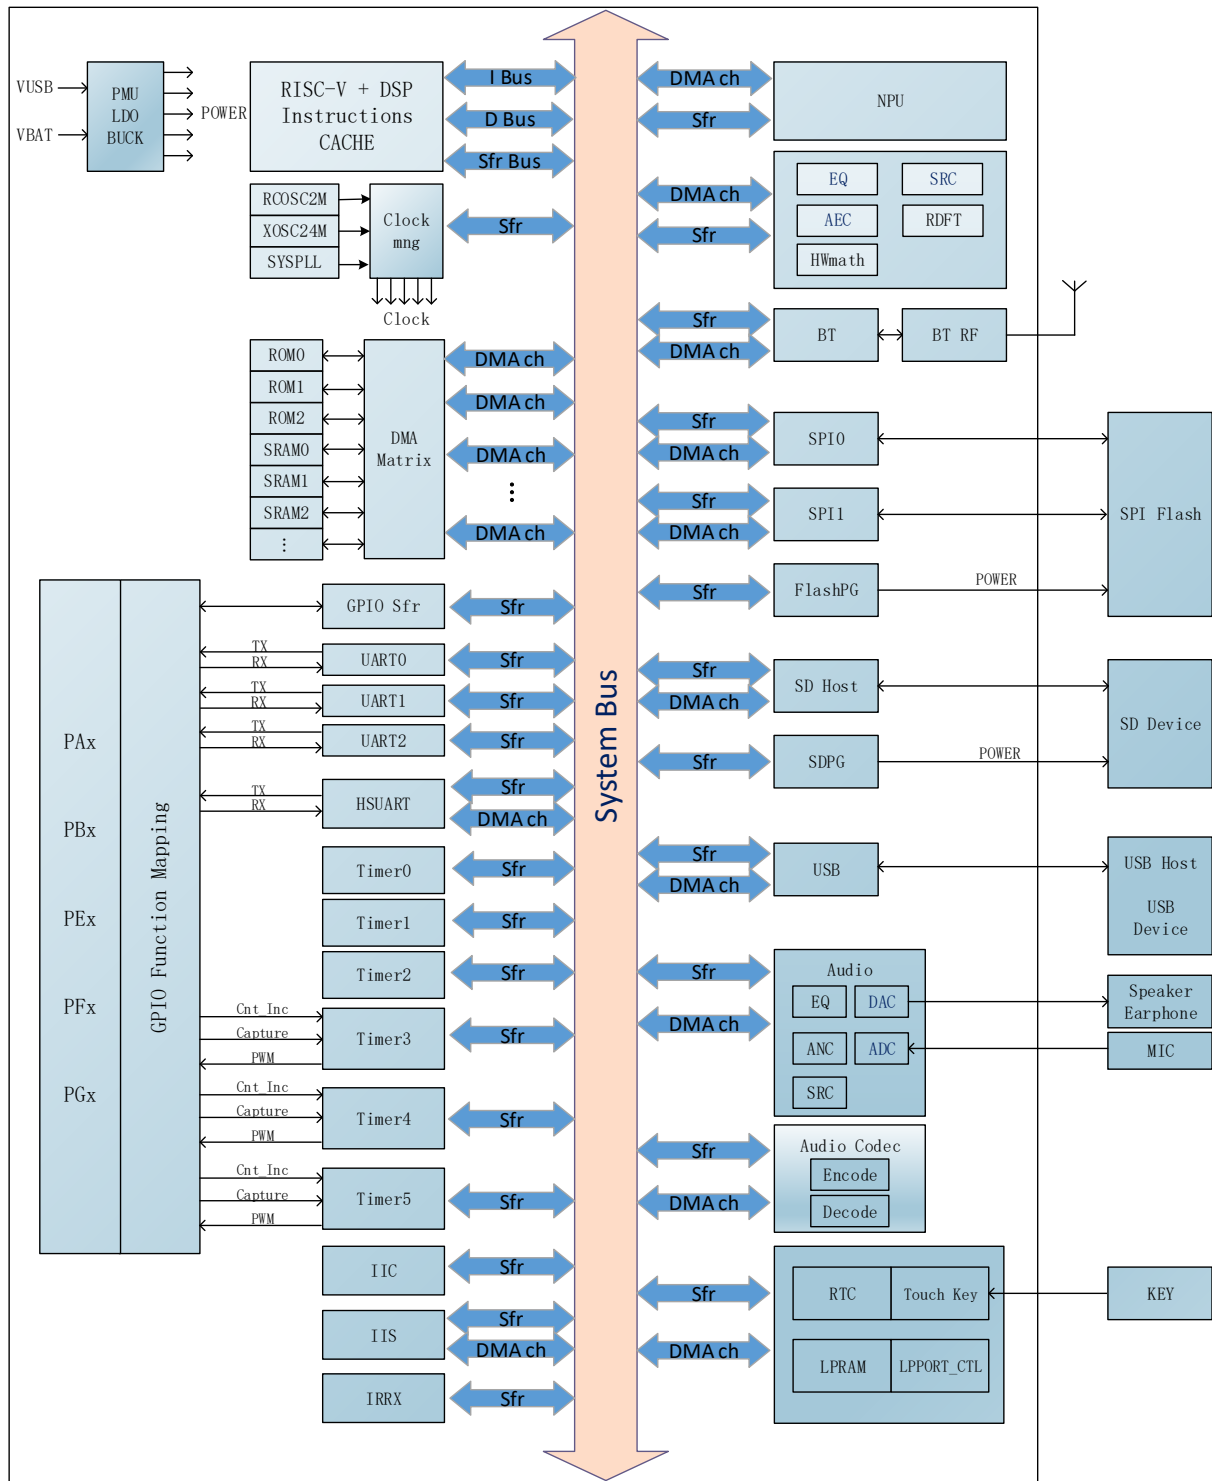 VUSB
VBAT
PMU
LDO
BUCK
POWER
RISC-V + DSP
Instructions
CACHE
I Bus
D Bus
Sfr Bus
RCOSC2M
XOSC24M
SYSPLL
Clock
mng
Sfr
Clock
ROM0
ROM1
ROM2
SRAM0
SRAM1
SRAM2
⋮
DMA
Matrix
DMA ch
DMA ch
DMA ch
⋮
DMA ch
PAx
PBx
PEx
PFx
PGx
GPIO Function Mapping
GPIO Sfr
Sfr
TX
RX
UART0
Sfr
TX
RX
UART1
Sfr
TX
RX
UART2
Sfr
TX
RX
HSUART
Sfr
DMA ch
Timer0
Sfr
Timer1
Sfr
Timer2
Sfr
Cnt_Inc
Capture
PWM
Timer3
Sfr
Cnt_Inc
Capture
PWM
Timer4
Sfr
Cnt_Inc
Capture
PWM
Timer5
Sfr
IIC
Sfr
IIS
Sfr
DMA ch
IRRX
Sfr
System Bus
DMA ch
Sfr
NPU
DMA ch
Sfr
EQ
SRC
AEC
RDFT
HWmath
Sfr
DMA ch
BT
BT RF
Sfr
DMA ch
SPI0
Sfr
DMA ch
SPI1
Sfr
FlashPG
POWER
SPI Flash
Sfr
DMA ch
SD Host
Sfr
SDPG
POWER
SD Device
Sfr
DMA ch
USB
USB Host
USB
Device
Sfr
DMA ch
Audio
EQ
DAC
ANC
ADC
SRC
Speaker
Earphone
MIC
Sfr
DMA ch
Audio Codec
Encode
Decode
Sfr
DMA ch
RTC
Touch Key
LPRAM
LPPORT_CTL
KEY